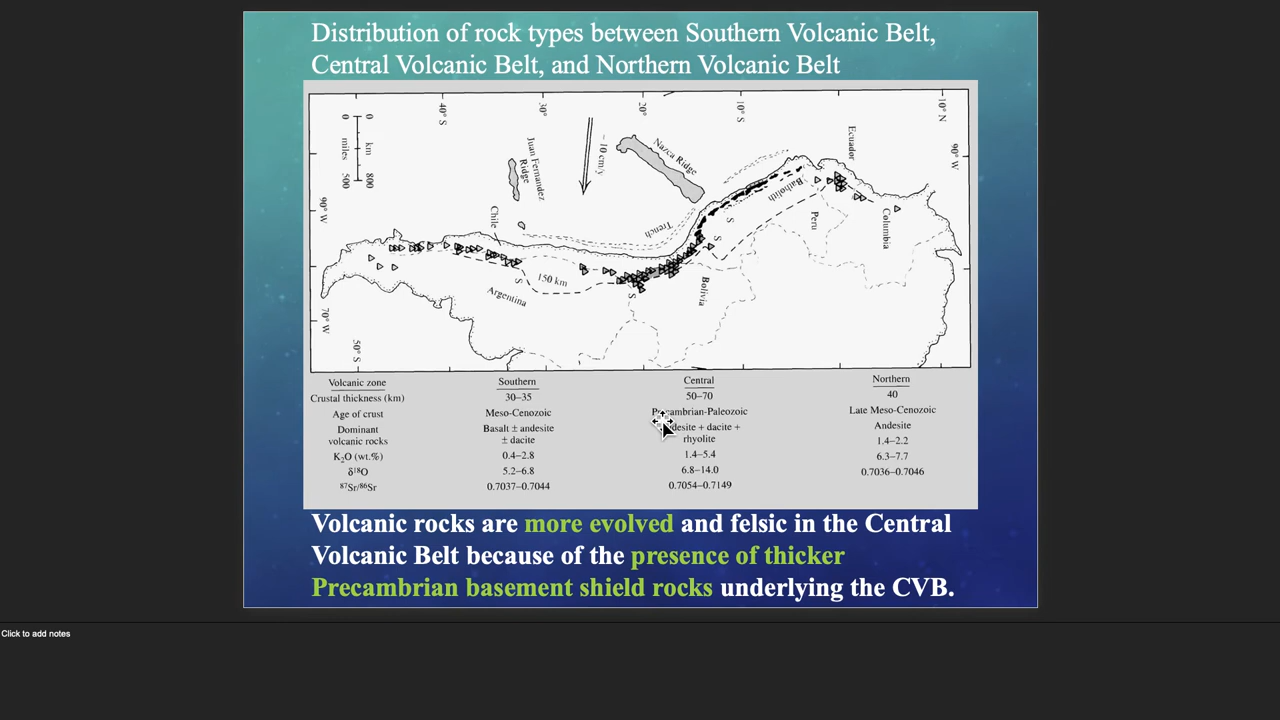 Distribution of rock types between Southern Volcanic Belt,
Central Volcanic Belt, and Northern Volcanic Belt
0 km 800
0 miles 500
40° S
30°
20°
10° S
10° N
90° W
90° W
70° W
50° S
~ 10 cm/y
Juan Fernandez
Ridge
Nazca Ridge
Ecuador
Columbia
Peru
Batholith
Trench
Chile
150 km
Argentina
Bolivia
S
S
S
S
Volcanic zone Southern Central Northern
Crustal thickness (km) 30–35 50–70 40
Age of crust Meso-Cenozoic Precambrian-Paleozoic Late Meso-Cenozoic
Dominant Basalt ± andesite + dacite + Andesite
volcanic rocks ± dacite rhyolite
K₂O (wt.%) 0.4–2.8 1.4–5.4 1.4–2.2
δ¹⁸O 5.2–6.8 6.8–14.0 6.3–7.7
⁸⁷Sr/⁸⁶Sr 0.7037–0.7044 0.7054–0.7149 0.7036–0.7046
Volcanic rocks are more evolved and felsic in the Central
Volcanic Belt because of the presence of thicker
Precambrian basement shield rocks underlying the CVB.
Click to add notes